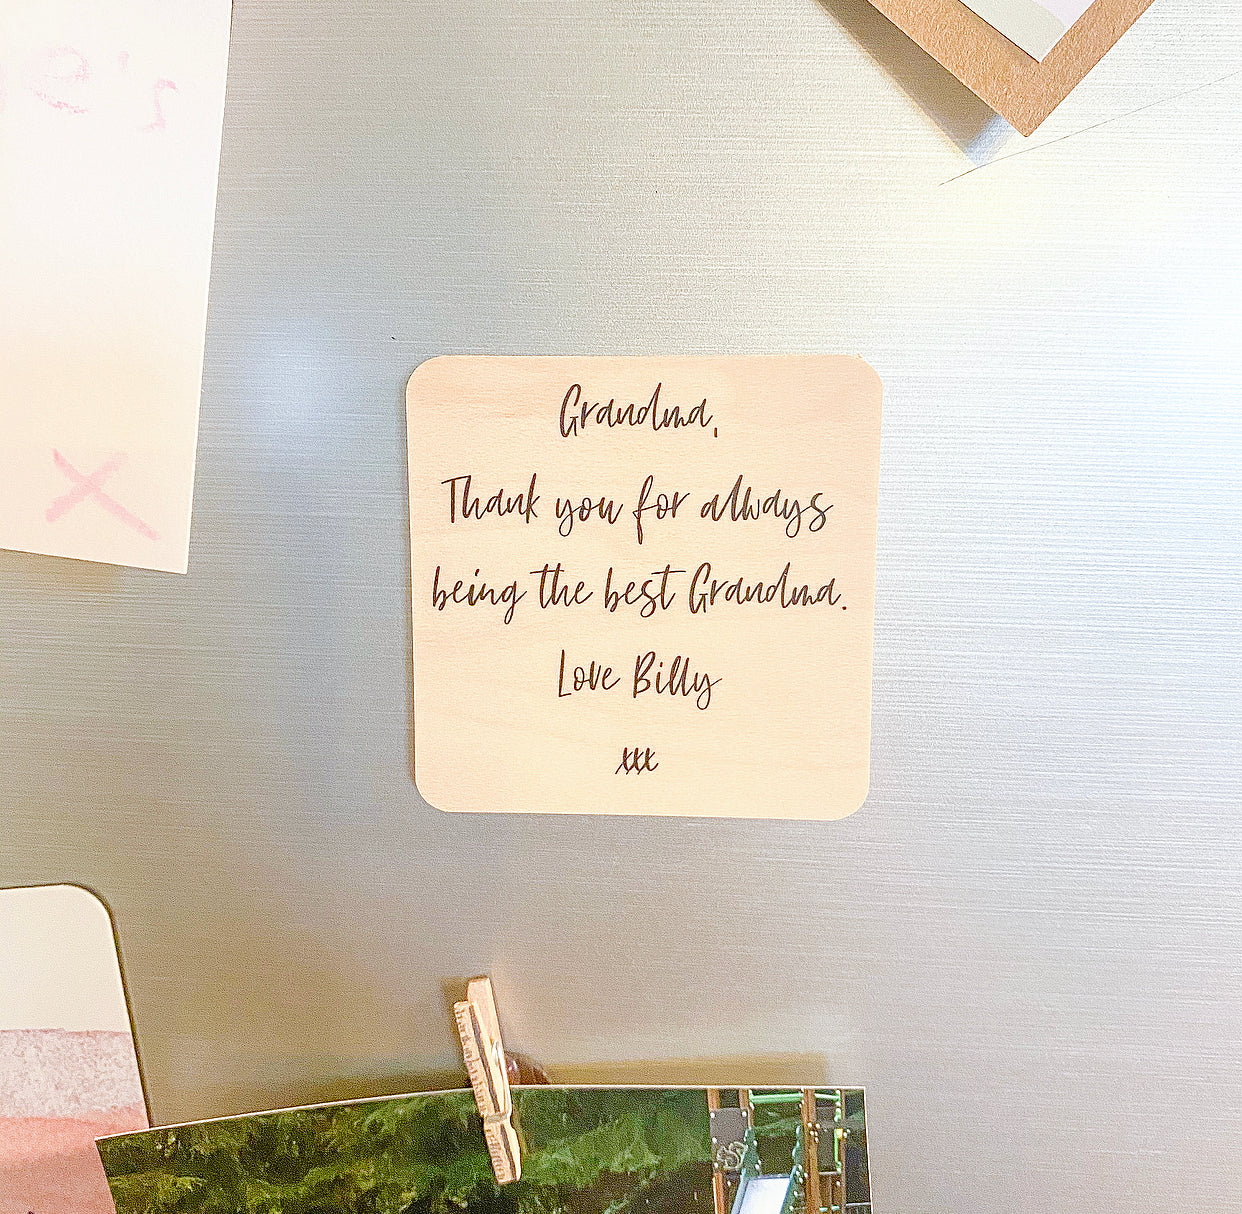 e's
x
Grandma,
Thank you for always
being the best Grandma.
Love Billy
xxx